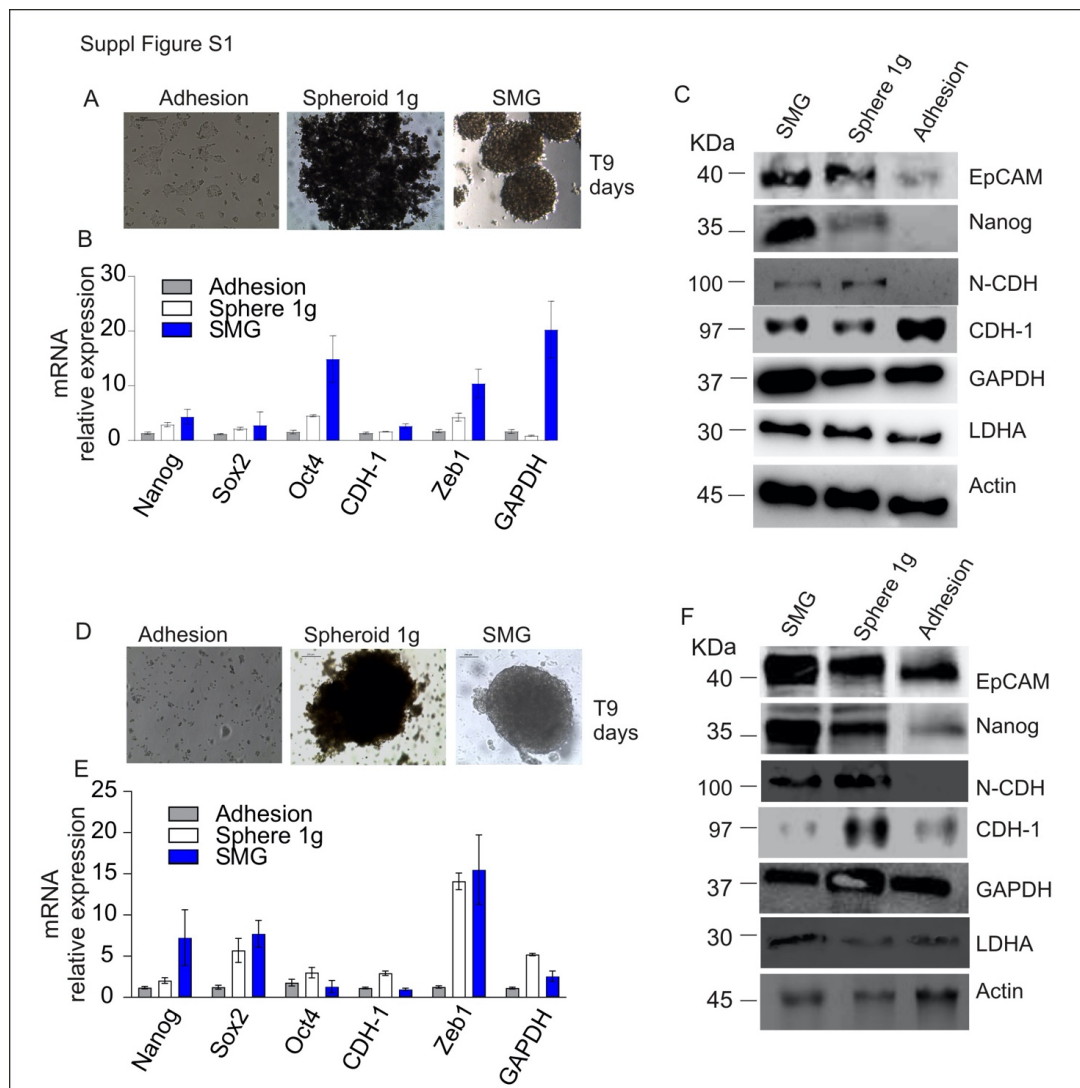 Suppl Figure S1
A
Adhesion
Spheroid 1g
SMG
T9
days
B
mRNA
relative expression
30
20
10
0
Adhesion
Sphere 1g
SMG
Nanog
Sox2
Oct4
CDH-1
Zeb1
GAPDH
C
SMG
Sphere 1g
Adhesion
KDa
40
EpCAM
35
Nanog
100
N-CDH
97
CDH-1
37
GAPDH
30
LDHA
45
Actin
D
Adhesion
Spheroid 1g
SMG
T9
days
E
mRNA
relative expression
25
20
15
10
5
0
Adhesion
Sphere 1g
SMG
Nanog
Sox2
Oct4
CDH-1
Zeb1
GAPDH
F
SMG
Sphere 1g
Adhesion
KDa
40
EpCAM
35
Nanog
100
N-CDH
97
CDH-1
37
GAPDH
30
LDHA
45
Actin